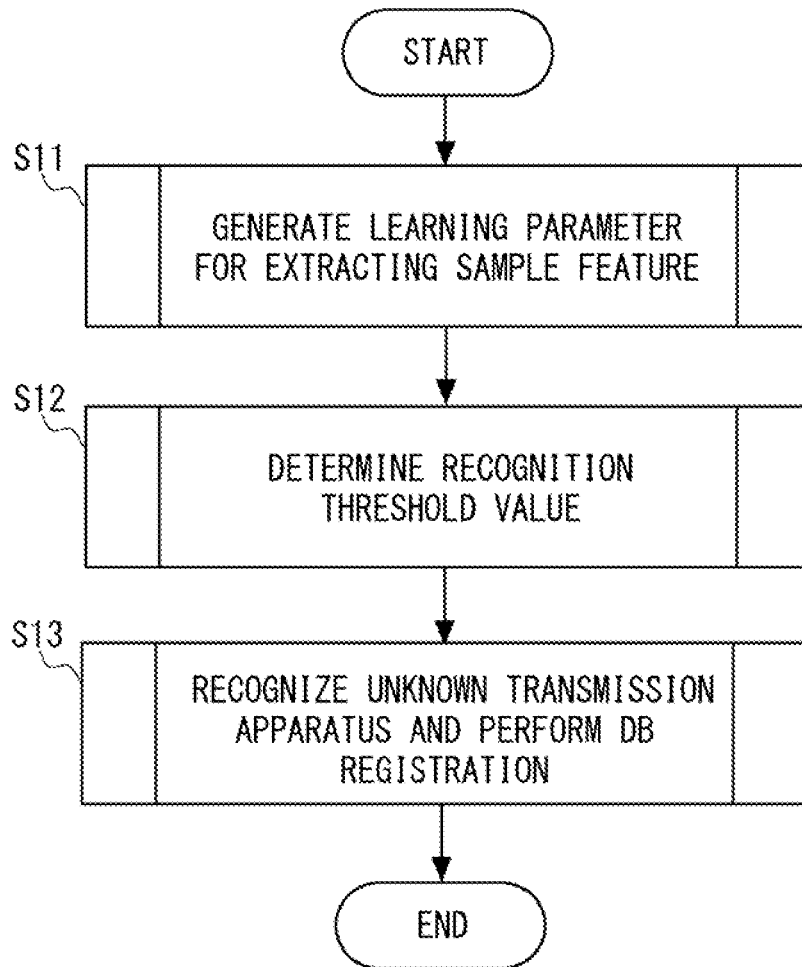 START
S11
GENERATE LEARNING PARAMETER
FOR EXTRACTING SAMPLE FEATURE
S12
DETERMINE RECOGNITION
THRESHOLD VALUE
S13
RECOGNIZE UNKNOWN TRANSMISSION
APPARATUS AND PERFORM DB
REGISTRATION
END